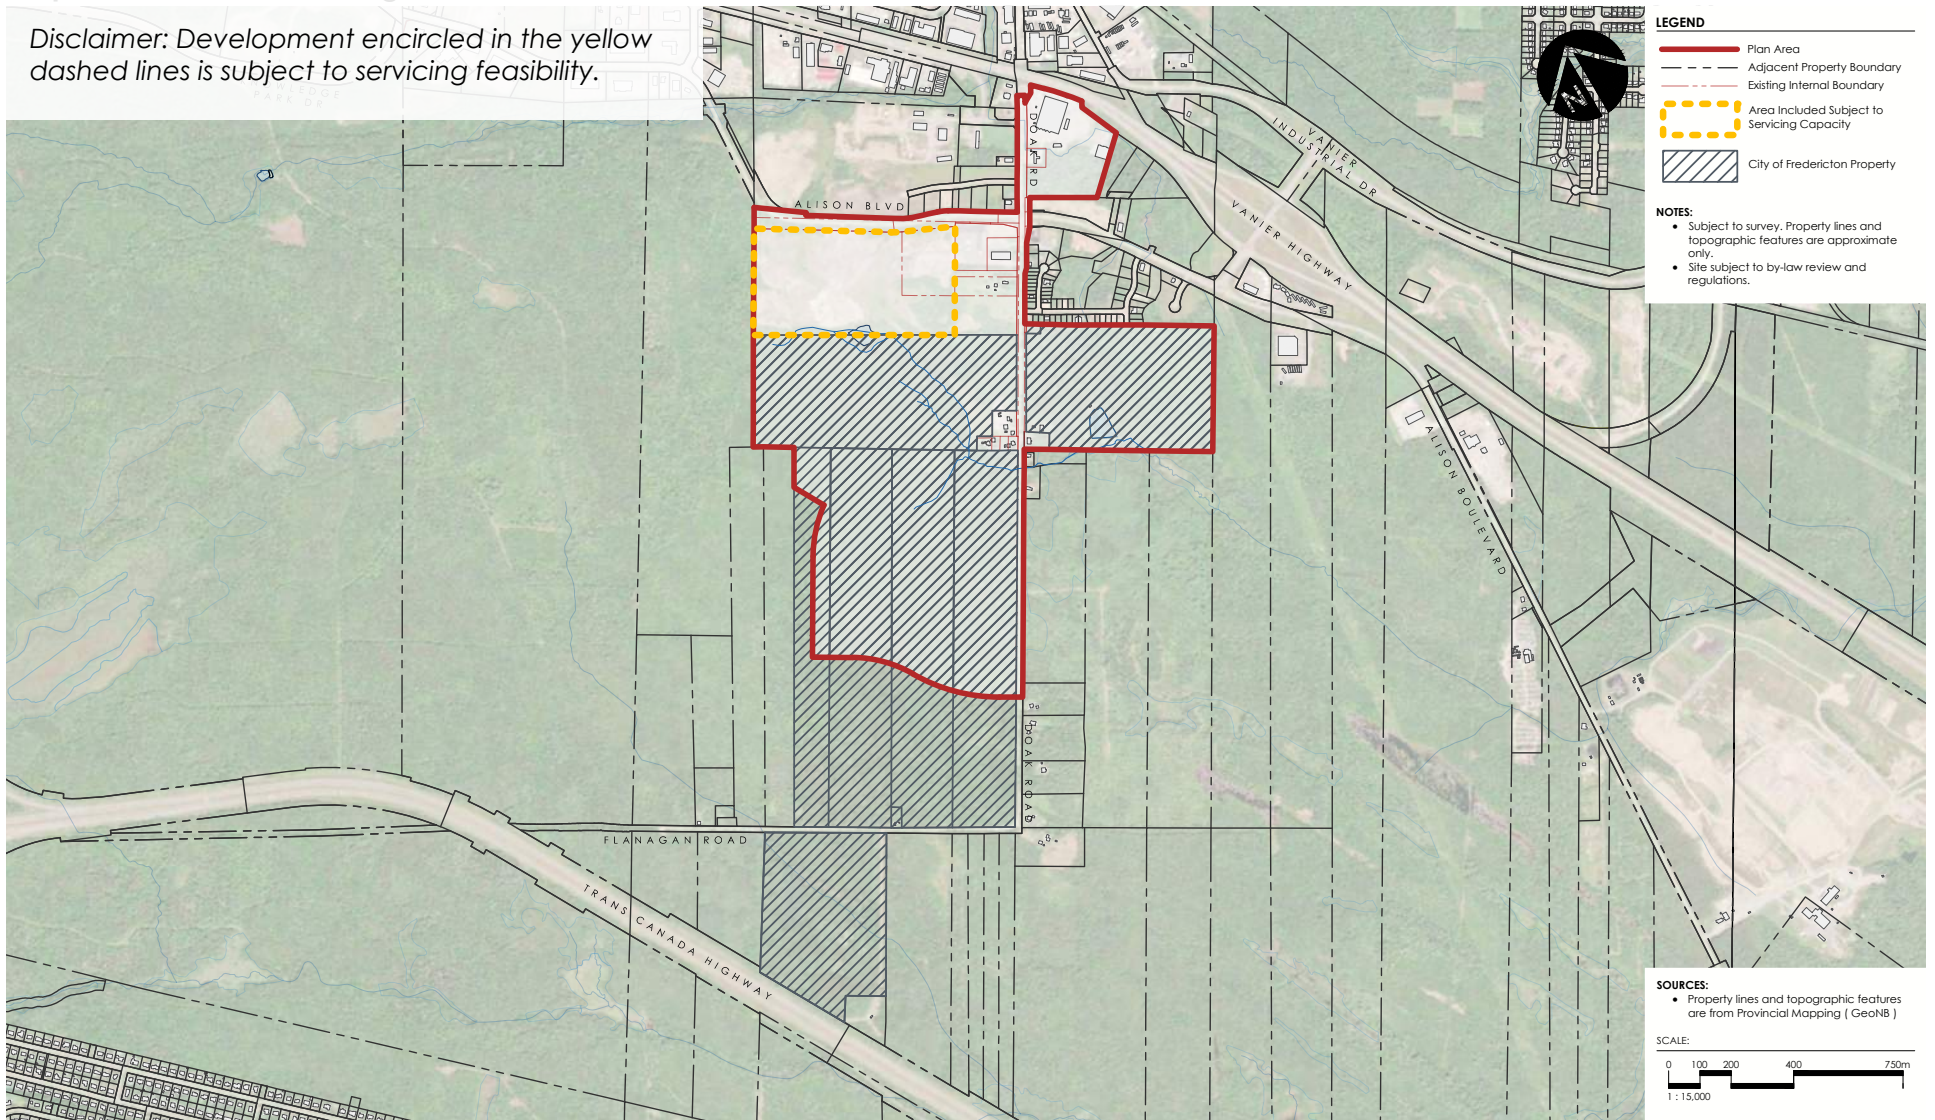 Disclaimer: Development encircled in the yellow
dashed lines is subject to servicing feasibility.
LEGEND
Plan Area
Adjacent Property Boundary
Existing Internal Boundary
Area Included Subject to
Servicing Capacity
City of Fredericton Property
NOTES:
• Subject to survey. Property lines and
topographic features are approximate
only.
• Site subject to by-law review and
regulations.
DOAK RD
ALISON BLVD
VANIER
INDUSTRIAL DR
VANIER HIGHWAY
ALISON BOULEVARD
DOAK ROAD
FLANAGAN ROAD
TRANS CANADA HIGHWAY
SOURCES:
• Property lines and topographic features
are from Provincial Mapping ( GeoNB )
SCALE:
0 100 200 400 750m
1 : 15,000